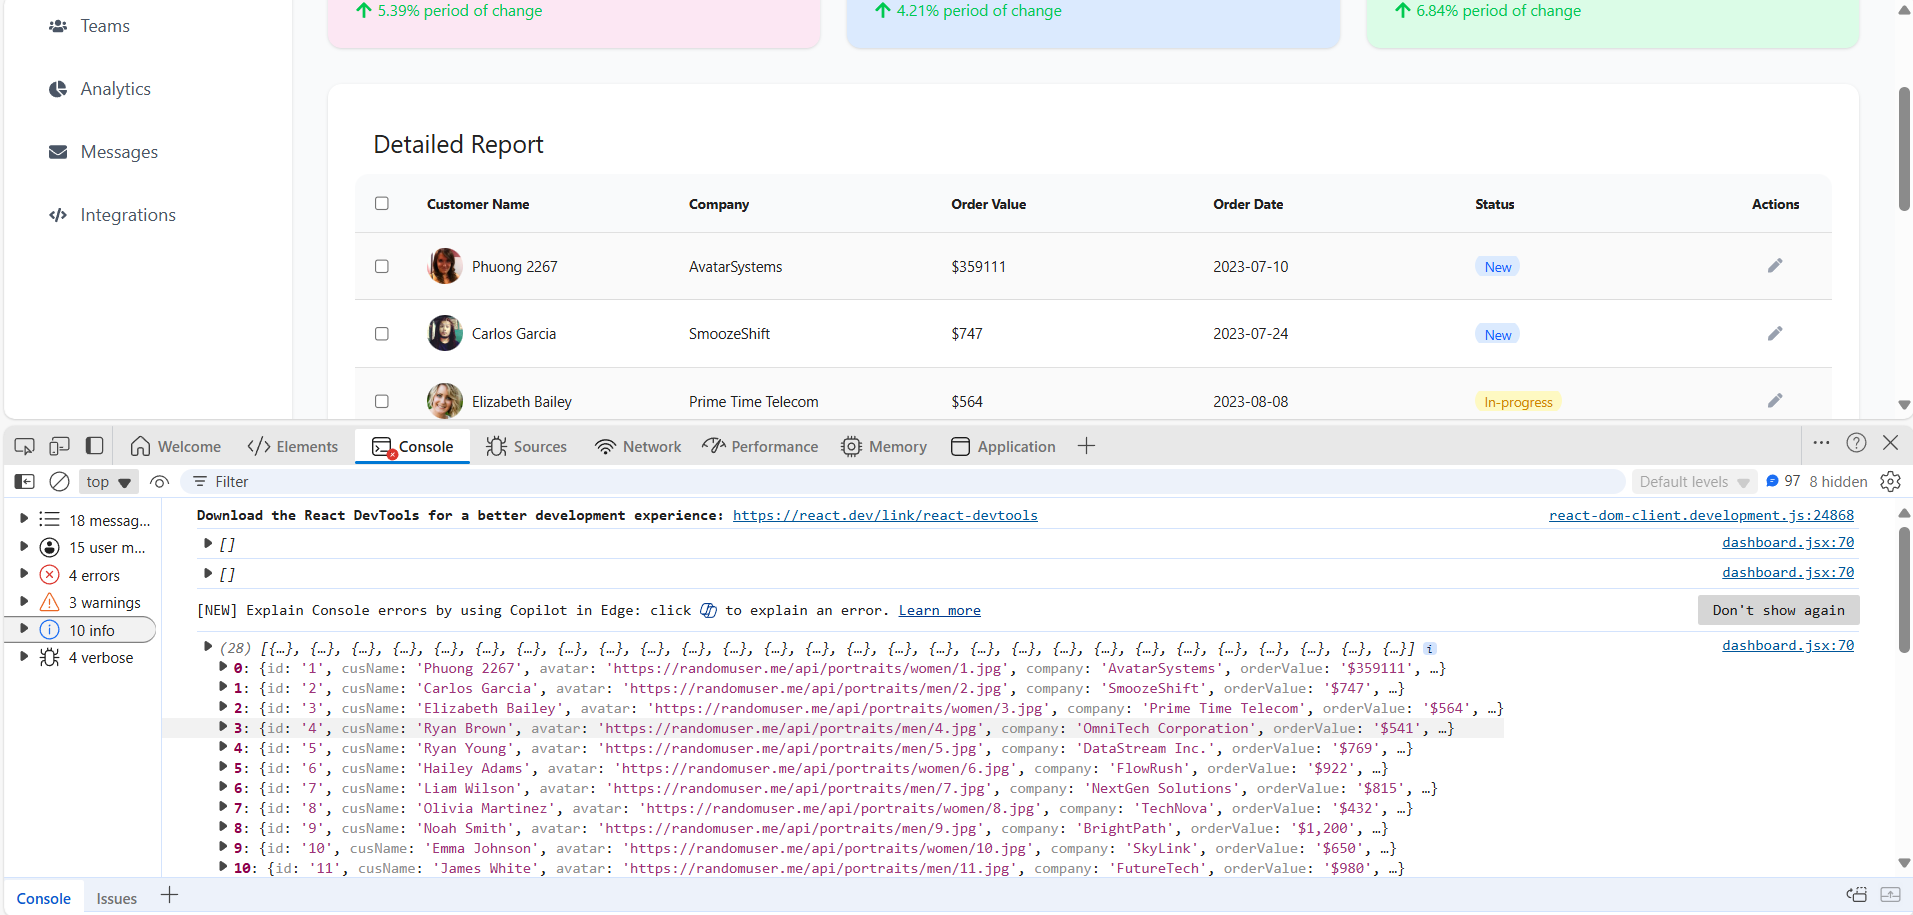 5.39% period of change
4.21% period of change
6.84% period of change
Teams
Analytics
Messages
Integrations
Detailed Report
Customer Name Company Order Value Order Date Status Actions
Phuong 2267 AvatarSystems $359111 2023-07-10 New
Carlos Garcia SmoozeShift $747 2023-07-24 New
Elizabeth Bailey Prime Time Telecom $564 2023-08-08 In-progress
Welcome Elements Console Sources Network Performance Memory Application
top Filter Default levels 97 8 hidden
18 messag...
15 user m...
4 errors
3 warnings
10 info
4 verbose
Download the React DevTools for a better development experience: https://react.dev/link/react-devtools react-dom-client.development.js:24868
[] dashboard.jsx:70
[] dashboard.jsx:70
[NEW] Explain Console errors by using Copilot in Edge: click to explain an error. Learn more Don't show again
(28) [{…}, {…}, {…}, {…}, {…}, {…}, {…}, {…}, {…}, {…}, {…}, {…}, {…}, {…}, {…}, {…}, {…}, {…}, {…}, {…}, {…}, {…}, {…}, {…}, {…}, {…}, {…}, {…}] i dashboard.jsx:70
0: {id: '1', cusName: 'Phuong 2267', avatar: 'https://randomuser.me/api/portraits/women/1.jpg', company: 'AvatarSystems', orderValue: '$359111', …}
1: {id: '2', cusName: 'Carlos Garcia', avatar: 'https://randomuser.me/api/portraits/men/2.jpg', company: 'SmoozeShift', orderValue: '$747', …}
2: {id: '3', cusName: 'Elizabeth Bailey', avatar: 'https://randomuser.me/api/portraits/women/3.jpg', company: 'Prime Time Telecom', orderValue: '$564', …}
3: {id: '4', cusName: 'Ryan Brown', avatar: 'https://randomuser.me/api/portraits/men/4.jpg', company: 'OmniTech Corporation', orderValue: '$541', …}
4: {id: '5', cusName: 'Ryan Young', avatar: 'https://randomuser.me/api/portraits/men/5.jpg', company: 'DataStream Inc.', orderValue: '$769', …}
5: {id: '6', cusName: 'Hailey Adams', avatar: 'https://randomuser.me/api/portraits/women/6.jpg', company: 'FlowRush', orderValue: '$922', …}
6: {id: '7', cusName: 'Liam Wilson', avatar: 'https://randomuser.me/api/portraits/men/7.jpg', company: 'NextGen Solutions', orderValue: '$815', …}
7: {id: '8', cusName: 'Olivia Martinez', avatar: 'https://randomuser.me/api/portraits/women/8.jpg', company: 'TechNova', orderValue: '$432', …}
8: {id: '9', cusName: 'Noah Smith', avatar: 'https://randomuser.me/api/portraits/men/9.jpg', company: 'BrightPath', orderValue: '$1,200', …}
9: {id: '10', cusName: 'Emma Johnson', avatar: 'https://randomuser.me/api/portraits/women/10.jpg', company: 'SkyLink', orderValue: '$650', …}
10: {id: '11', cusName: 'James White', avatar: 'https://randomuser.me/api/portraits/men/11.jpg', company: 'FutureTech', orderValue: '$980', …}
Console Issues